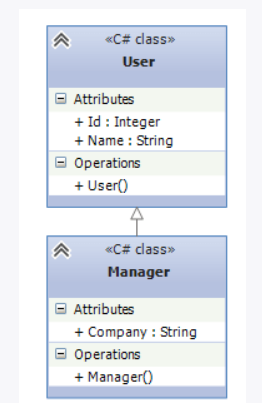 «C# class»
User
Attributes
+ Id : Integer
+ Name : String
Operations
+ User()
«C# class»
Manager
Attributes
+ Company : String
Operations
+ Manager()